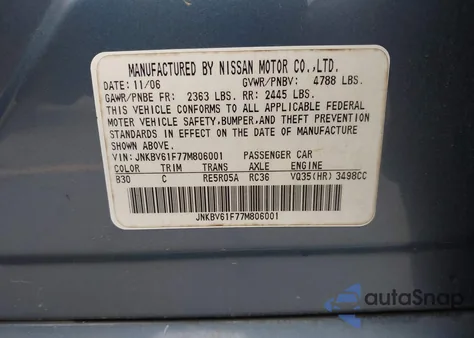 MANUFACTURED BY NISSAN MOTOR CO.,LTD.
DATE: 11/06 GVWR/PNBV: 4788 LBS.
GAWR/PNBE FR: 2363 LBS. RR: 2445 LBS.
THIS VEHICLE CONFORMS TO ALL APPLICABLE FEDERAL
MOTOR VEHICLE SAFETY,BUMPER,AND THEFT PREVENTION
STANDARDS IN EFFECT ON THE DATE OF MANUFACTURE
SHOWN ABOVE.
VIN: JNKBV61F77M806001 PASSENGER CAR
COLOR TRIM TRANS AXLE ENGINE
B30 C RE5R05A RC36 VQ35(HR) 3498CC
JNKBV61F77M806001
autoSnap